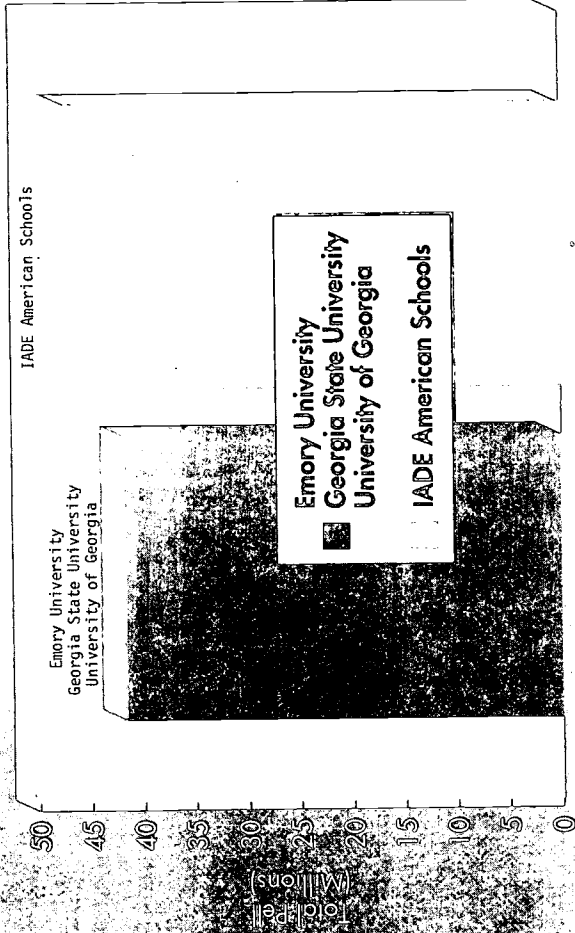 IADE American Schools
Emory University
Georgia State University
University of Georgia
50
45
40
35
30
25
20
15
10
5
0
Total Pell
(Millions)
Emory University
Georgia State University
University of Georgia
IADE American Schools